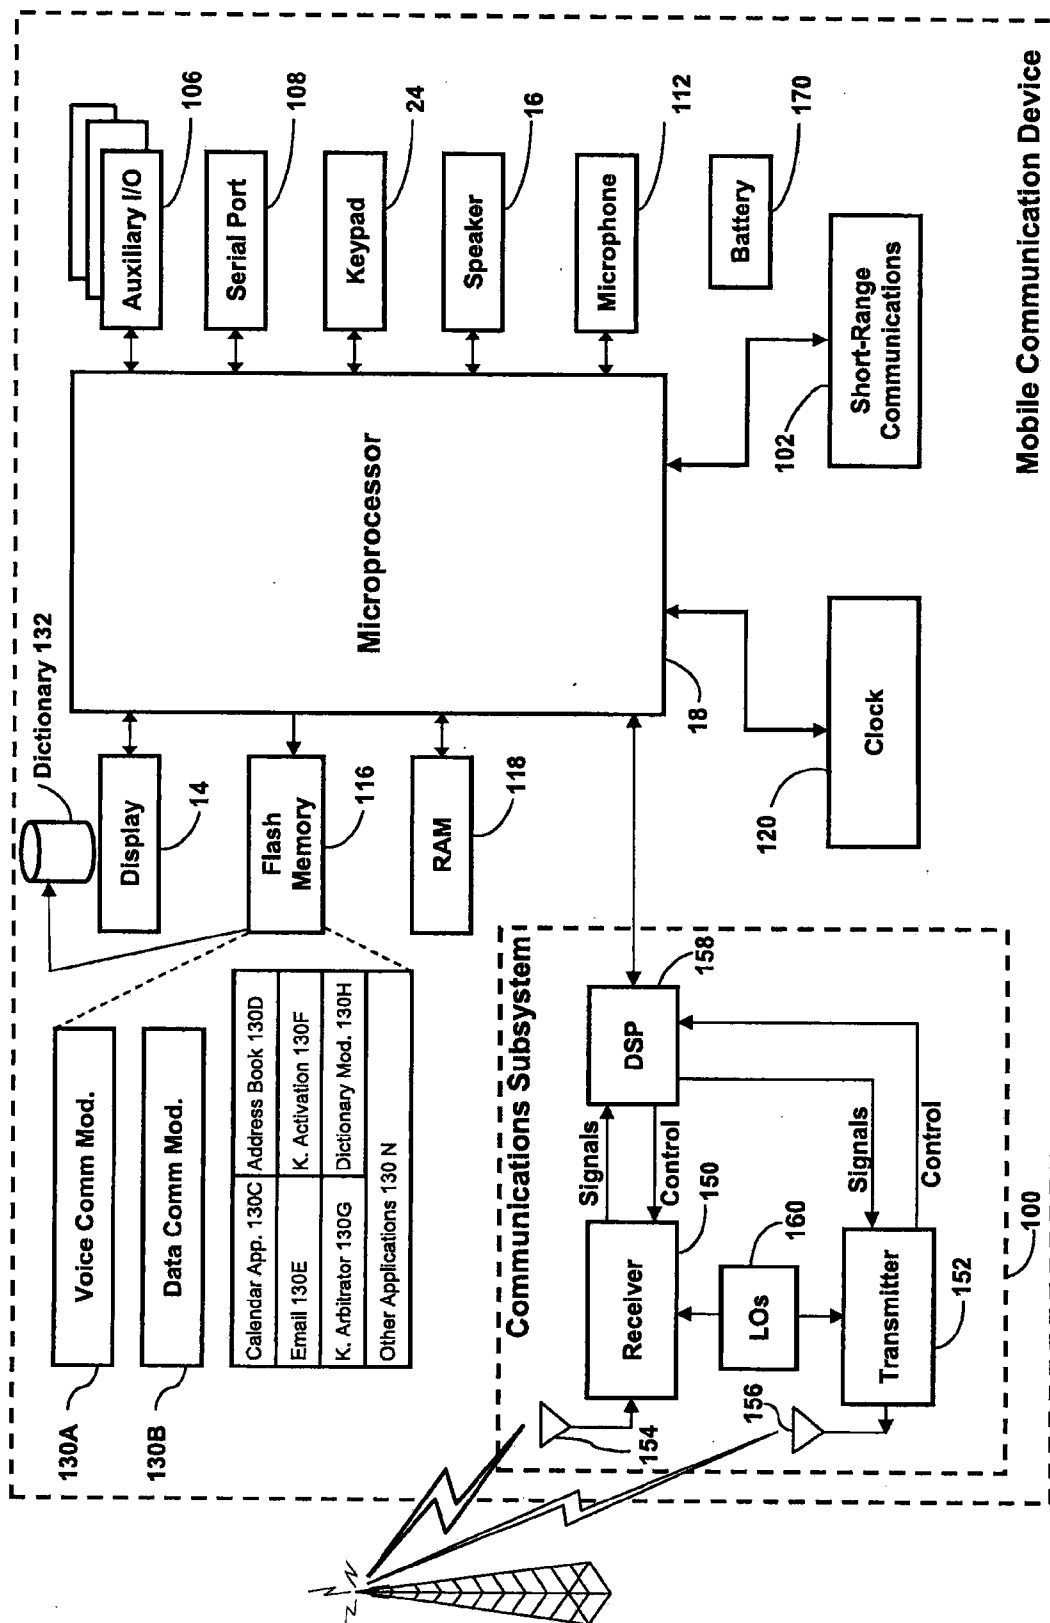 Voice Comm Mod.
130A
Data Comm Mod.
130B
Calendar App. 130C
Address Book 130D
Email 130E
K. Activation 130F
K. Arbitrator 130G
Dictionary Mod. 130H
Other Applications 130 N
Dictionary 132
Display
14
Flash
Memory
116
RAM
118
Microprocessor
18
Auxiliary I/O
106
Serial Port
108
Keypad
24
Speaker
16
Microphone
112
Battery
170
Short-Range
Communications
102
Clock
120
Communications Subsystem
DSP
158
Signals
Control
Receiver
150
LOs
160
Signals
Control
Transmitter
152
154
156
100
Mobile Communication Device